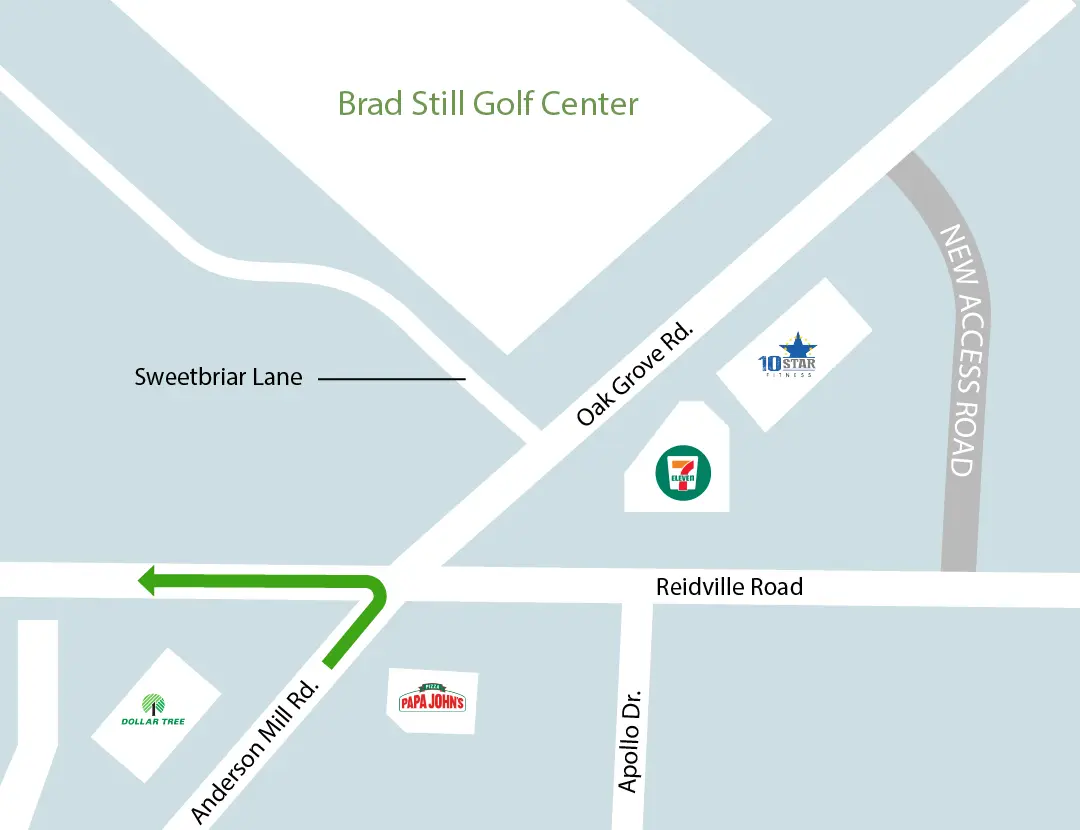 Brad Still Golf Center
NEW ACCESS ROAD
Oak Grove Rd.
10 STAR
FITNESS
Sweetbriar Lane
7
ELEVEN
Reidville Road
PIZZA
PAPA JOHN'S
DOLLAR TREE
Anderson Mill Rd.
Apollo Dr.